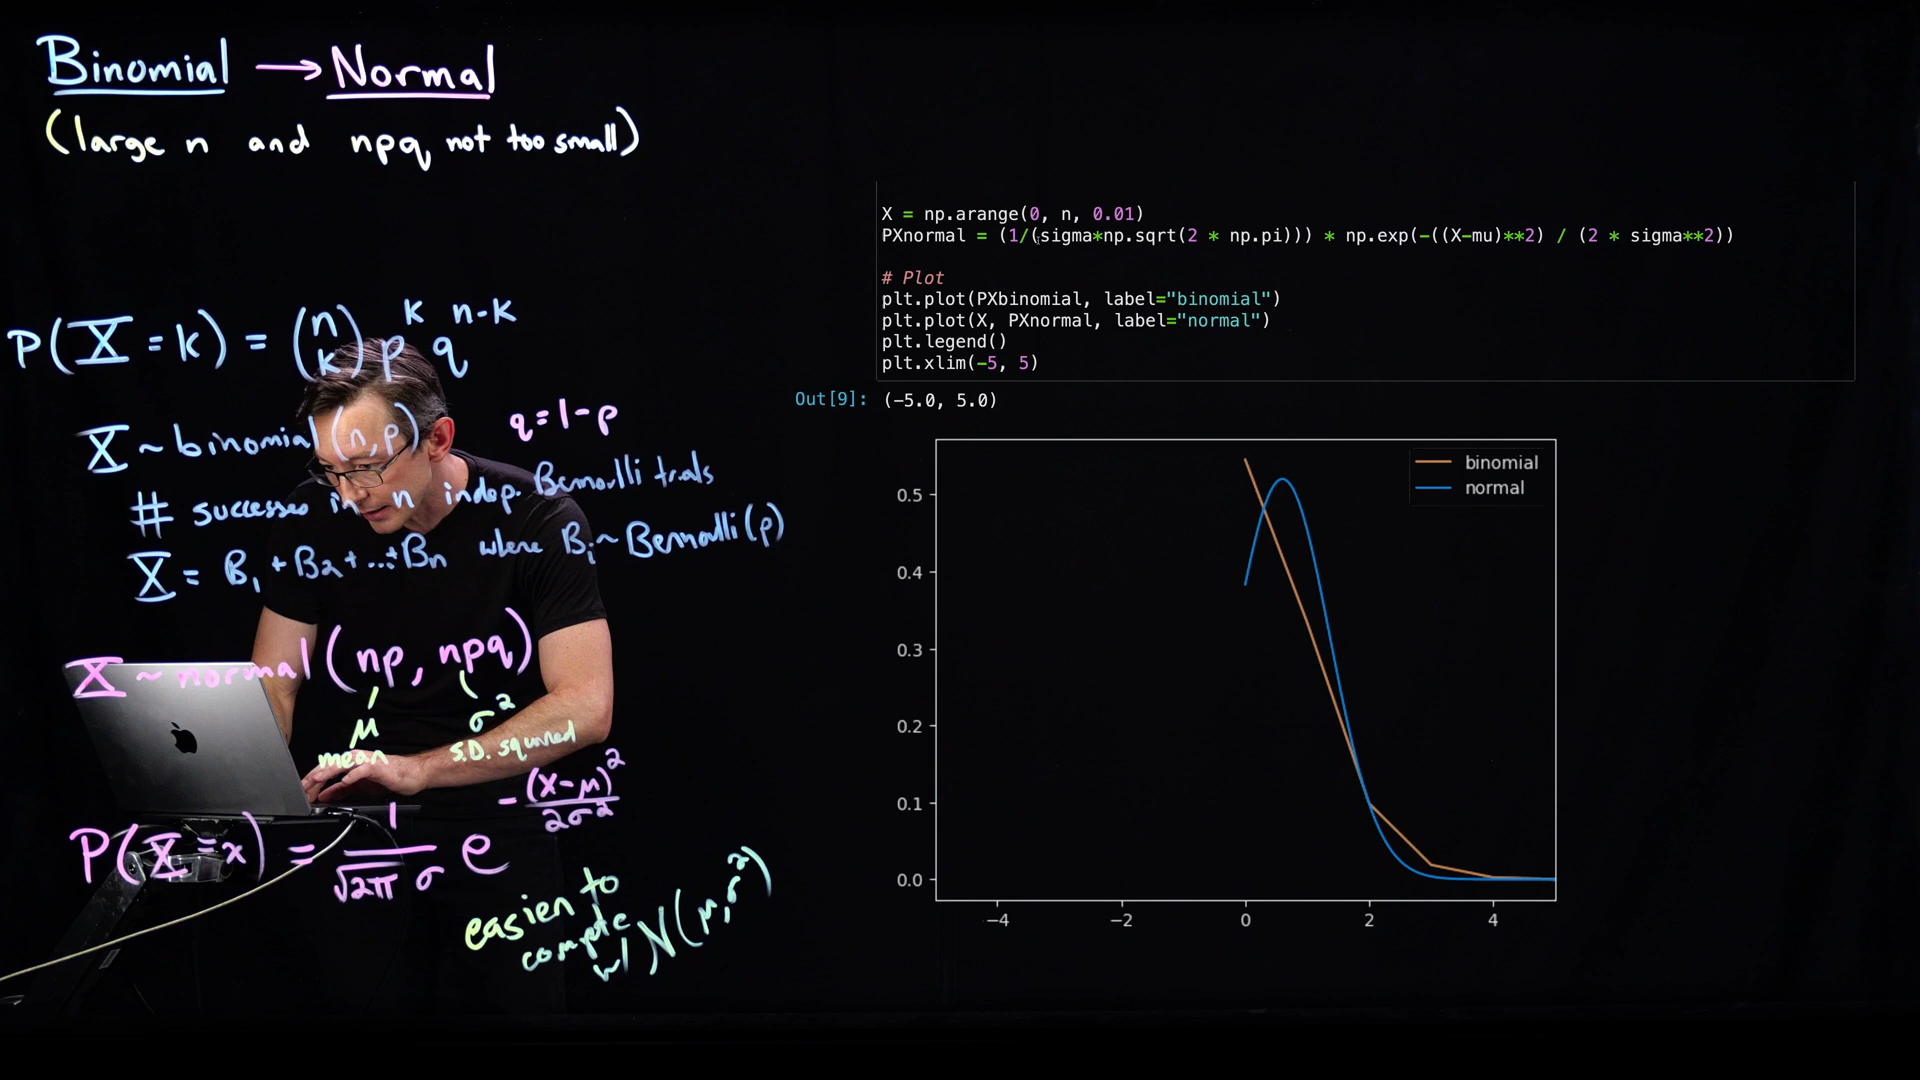 Binomial → Normal
(large n and npq not too small)
P(X = k) = (n k) p^k q^n-k
X ~ binomial(n,p)
q = 1-p
# successes in n indep. Bernoulli trials
X = B1 + B2 + ... + Bn where Bi ~ Bernoulli(p)
X ~ normal(np, npq)
μ σ²
mean S.D. squared
P(X = x) = 1/√2π σ e^-(x-μ)²/2σ²
easier to
compute
w/ N(μ,σ²)
X = np.arange(0, n, 0.01)
PXnormal = (1/(sigma*np.sqrt(2 * np.pi))) * np.exp(-((X-mu)**2) / (2 * sigma**2))
# Plot
plt.plot(PXbinomial, label="binomial")
plt.plot(X, PXnormal, label="normal")
plt.legend()
plt.xlim(-5, 5)
Out[9]: (-5.0, 5.0)
binomial
normal
0.5
0.4
0.3
0.2
0.1
0.0
−4 −2 0 2 4